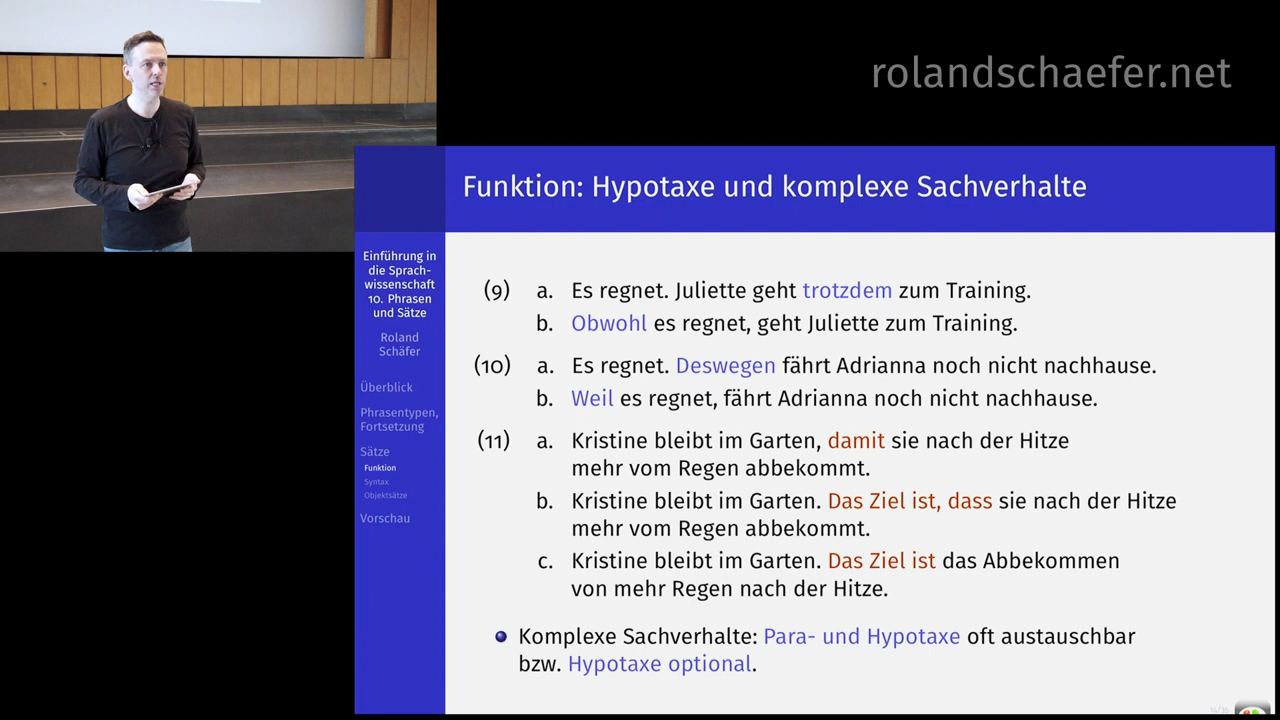 rolandschaefer.net
Funktion: Hypotaxe und komplexe Sachverhalte
Einführung in
die Sprach-
wissenschaft
10. Phrasen
und Sätze
Roland
Schäfer
Überblick
Phrasentypen,
Fortsetzung
Sätze
Funktion
Syntax
Objektsätze
Vorschau
(9) a. Es regnet. Juliette geht trotzdem zum Training.
b. Obwohl es regnet, geht Juliette zum Training.
(10) a. Es regnet. Deswegen fährt Adrianna noch nicht nachhause.
b. Weil es regnet, fährt Adrianna noch nicht nachhause.
(11) a. Kristine bleibt im Garten, damit sie nach der Hitze
mehr vom Regen abbekommt.
b. Kristine bleibt im Garten. Das Ziel ist, dass sie nach der Hitze
mehr vom Regen abbekommt.
c. Kristine bleibt im Garten. Das Ziel ist das Abbekommen
von mehr Regen nach der Hitze.
Komplexe Sachverhalte: Para- und Hypotaxe oft austauschbar
bzw. Hypotaxe optional.